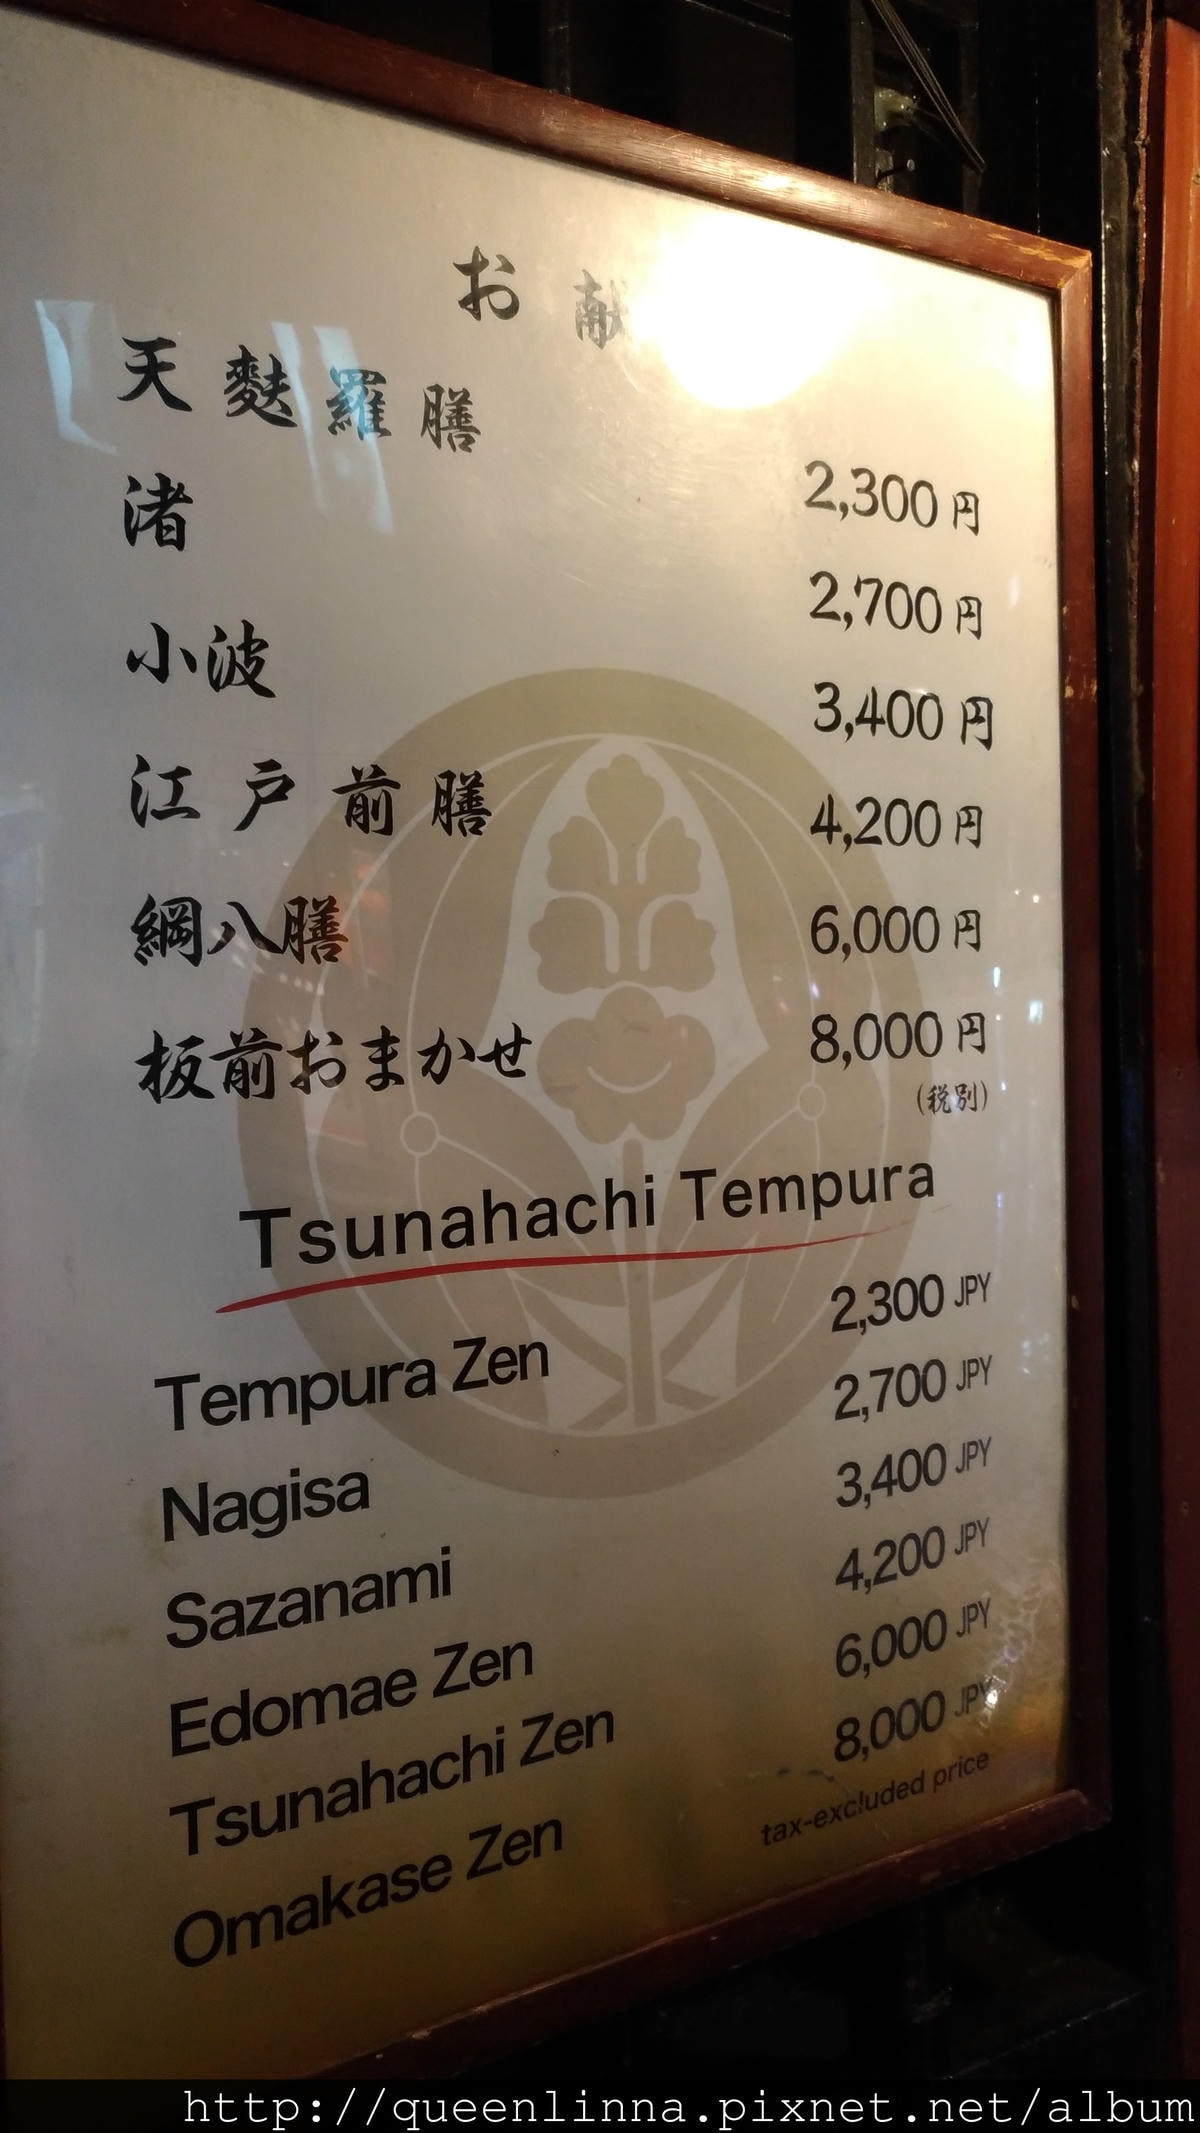 お献
天麩羅膳 2,300円
渚 2,700円
小波 3,400円
江戸前膳 4,200円
綱八膳 6,000円
板前おまかせ 8,000円
(税別)
Tsunahachi Tempura
Tempura Zen 2,300 JPY
Nagisa 2,700 JPY
Sazanami 3,400 JPY
Edomae Zen 4,200 JPY
Tsunahachi Zen 6,000 JPY
Omakase Zen 8,000 JPY
tax-excluded price
http://queenlinna.pixnet.net/album